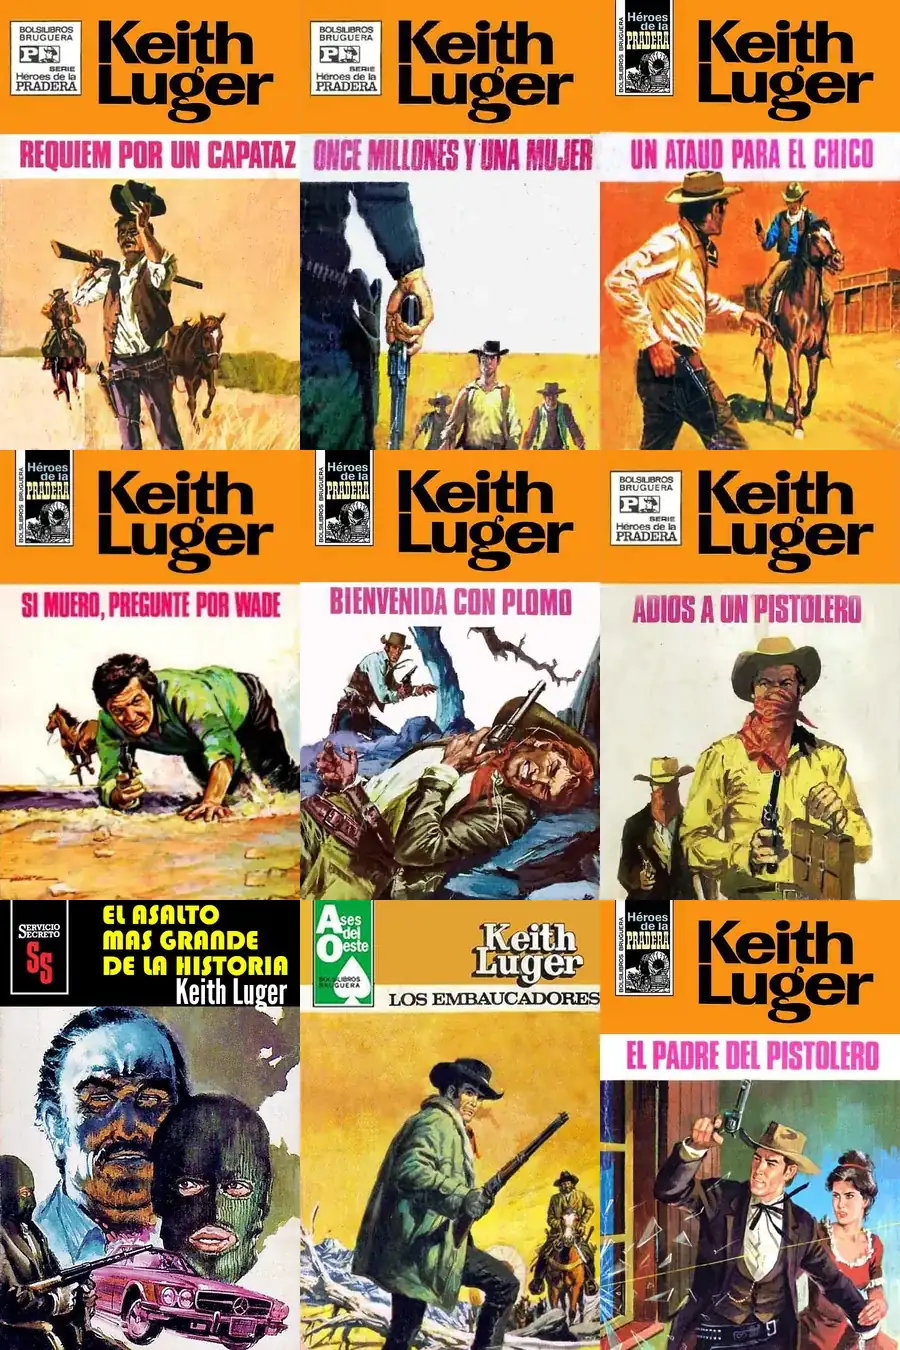 BOLSILIBROS
BRUGUERA
SERIE
Héroes de la
PRADERA
Keith
Luger
REQUIEM POR UN CAPATAZ
BOLSILIBROS
BRUGUERA
SERIE
Héroes de la
PRADERA
Keith
Luger
ONCE MILLONES Y UNA MUJER
BOLSILIBROS BRUGUERA
Héroes
de la
PRADERA
Keith
Luger
UN ATAUD PARA EL CHICO
BOLSILIBROS BRUGUERA
Héroes
de la
PRADERA
Keith
Luger
SI MUERO, PREGUNTE POR WADE
BOLSILIBROS BRUGUERA
Héroes
de la
PRADERA
Keith
Luger
BIENVENIDA CON PLOMO
BOLSILIBROS
BRUGUERA
SERIE
Héroes de la
PRADERA
Keith
Luger
ADIOS A UN PISTOLERO
SERVICIO
SECRETO
SS
EL ASALTO
MAS GRANDE
DE LA HISTORIA
Keith Luger
Ases
del
Oeste
BOLSILIBROS
BRUGUERA
Keith
Luger
LOS EMBAUCADORES
BOLSILIBROS BRUGUERA
Héroes
de la
PRADERA
Keith
Luger
EL PADRE DEL PISTOLERO